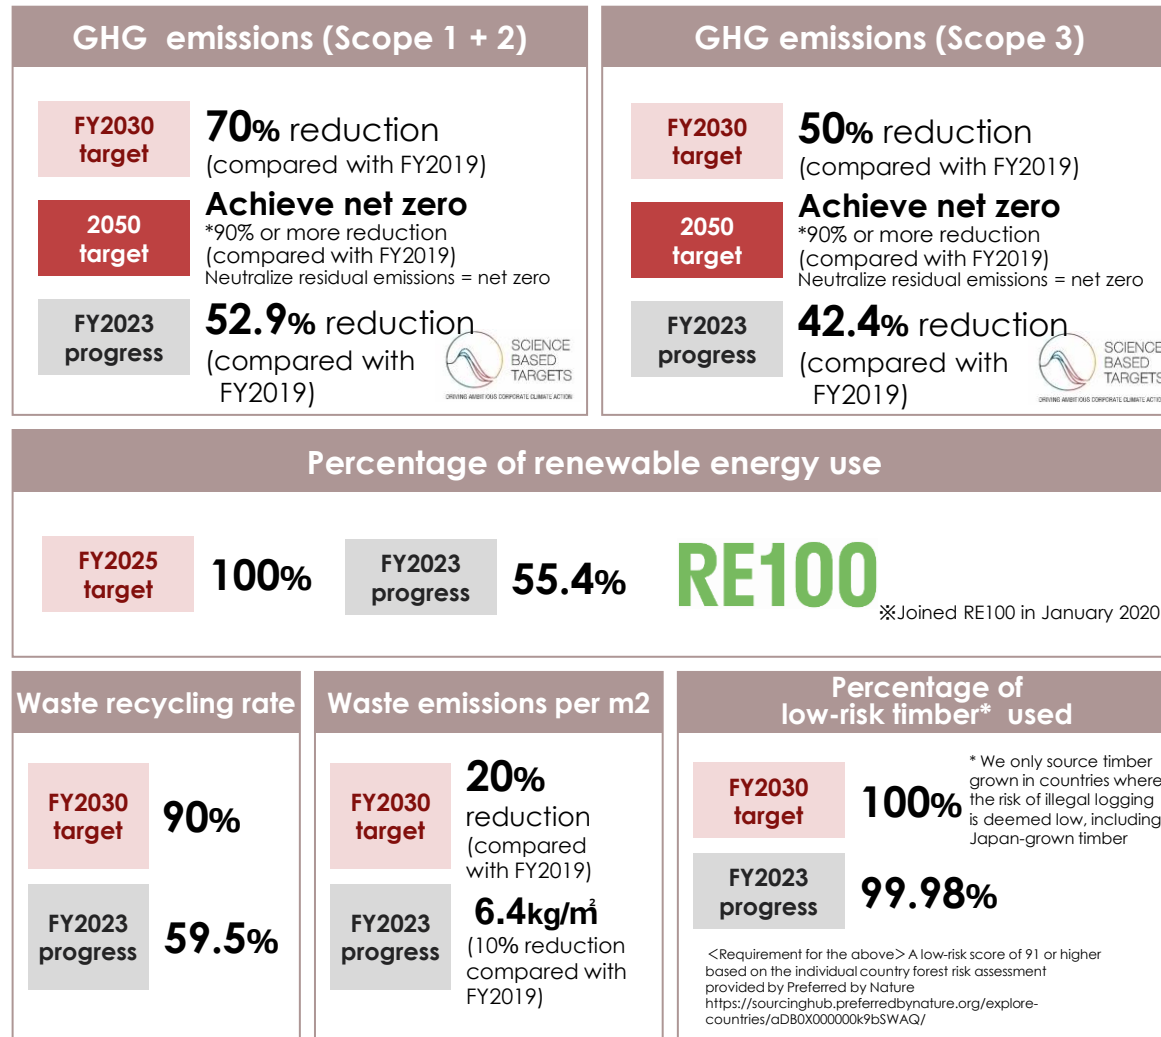 GHG emissions (Scope 1 + 2)
FY2030
target
70% reduction
(compared with FY2019)
2050
target
Achieve net zero
*90% or more reduction
(compared with FY2019)
Neutralize residual emissions = net zero
FY2023
progress
52.9% reduction
(compared with
FY2019)
SCIENCE
BASED
TARGETS
DRIVING AMBITIOUS CORPORATE CLIMATE ACTION
GHG emissions (Scope 3)
FY2030
target
50% reduction
(compared with FY2019)
2050
target
Achieve net zero
*90% or more reduction
(compared with FY2019)
Neutralize residual emissions = net zero
FY2023
progress
42.4% reduction
(compared with
FY2019)
SCIENCE
BASED
TARGETS
DRIVING AMBITIOUS CORPORATE CLIMATE ACTIO
Percentage of renewable energy use
FY2025
target
100%
FY2023
progress
55.4%
RE100
※Joined RE100 in January 2020
Waste recycling rate
FY2030
target
90%
FY2023
progress
59.5%
Waste emissions per m2
FY2030
target
20%
reduction
(compared
with FY2019)
FY2023
progress
6.4kg/㎡
(10% reduction
compared with
FY2019)
Percentage of
low-risk timber* used
FY2030
target
100%
* We only source timber
grown in countries where
the risk of illegal logging
is deemed low, including
Japan-grown timber
FY2023
progress
99.98%
＜Requirement for the above＞ A low-risk score of 91 or higher
based on the individual country forest risk assessment
provided by Preferred by Nature
https://sourcinghub.preferredbynature.org/explore-
countries/aDB0X000000k9bSWAQ/